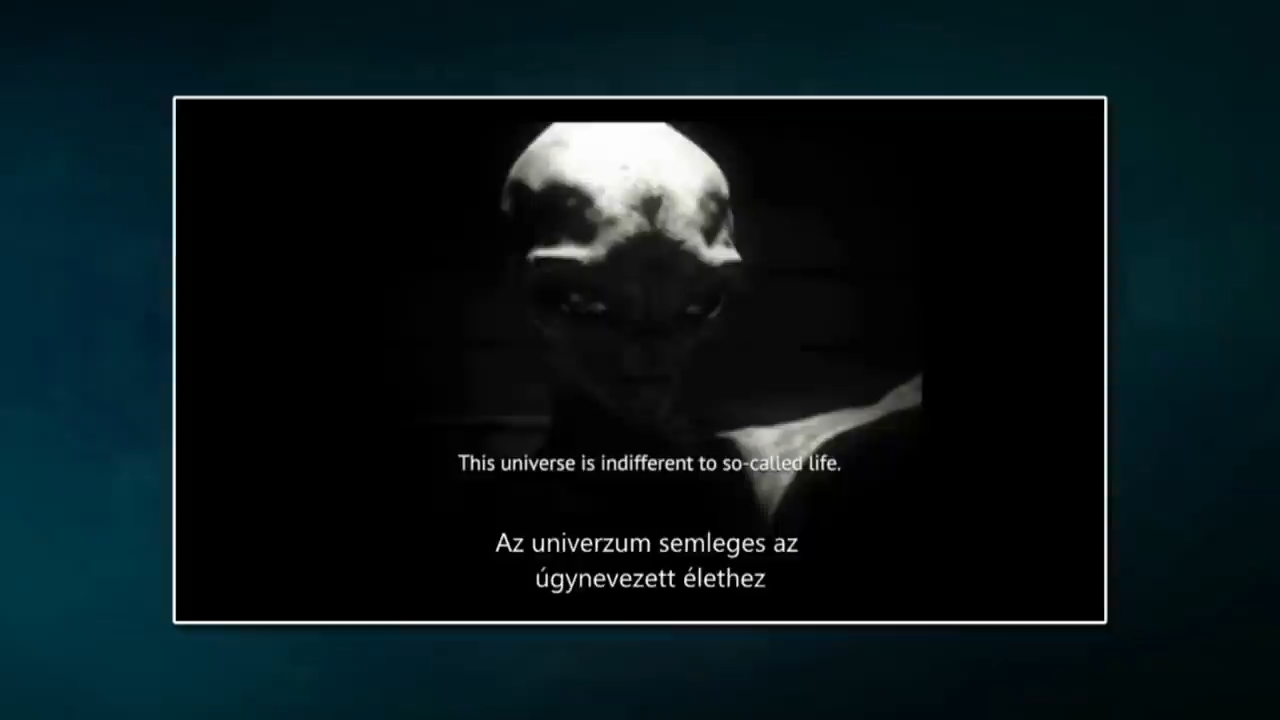 This universe is indifferent to so-called life.
Az univerzum semleges az
úgynevezett élethez